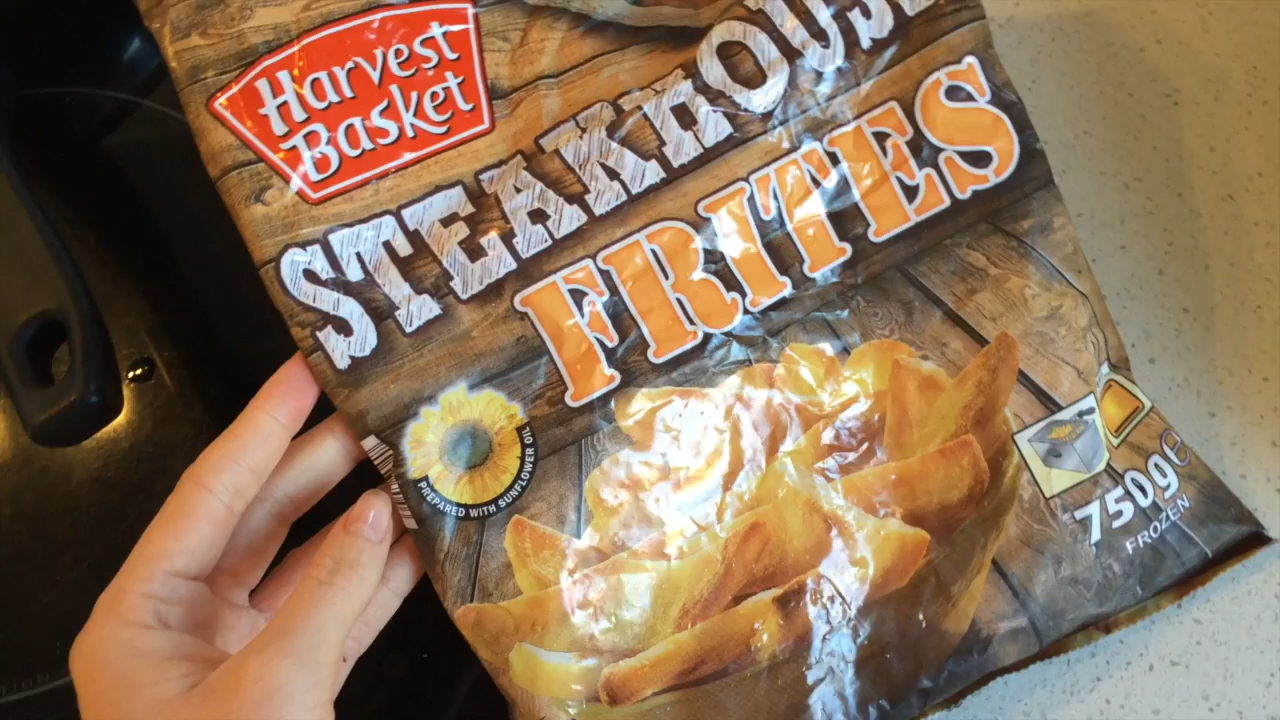 Harvest
Basket
STEAKHOUSE
FRITES
PREPARED WITH SUNFLOWER OIL
750g e
FROZEN